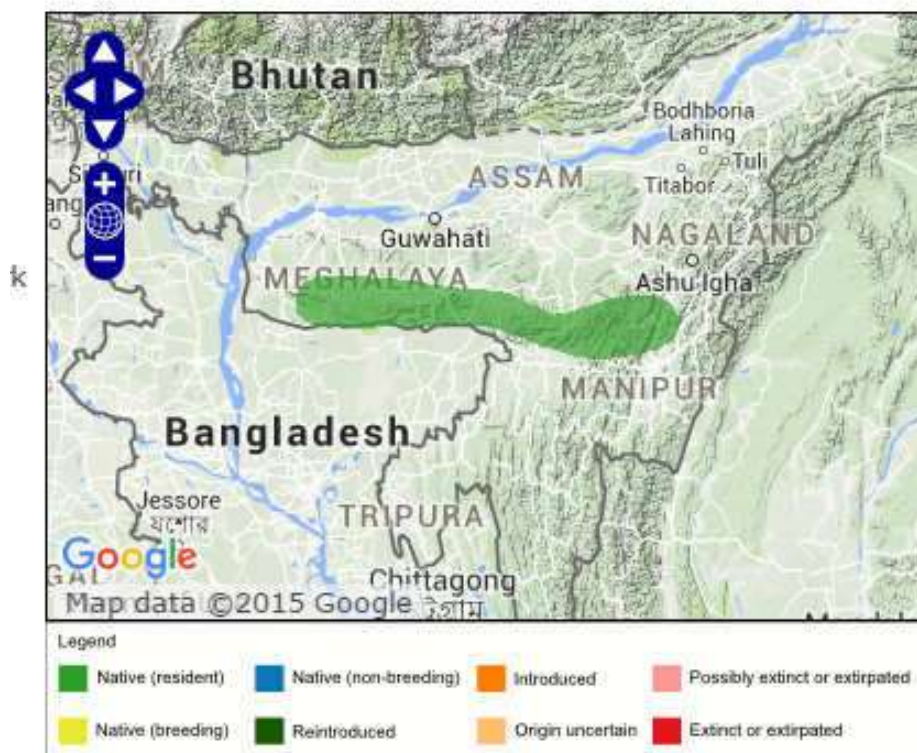 Bhutan
Bodhboria
Lahing
Tuli
Titabor
ASSAM
Guwahati
NAGALAND
k
MEGHALAYA
Ashu Igha
MANIPUR
Bangladesh
Jessore
যশোর
TRIPURA
Google
Chittagong
Map data ©2015 Google
Legend
Native (resident)
Native (non-breeding)
Introduced
Possibly extinct or extirpated
Native (breeding)
Reintroduced
Origin uncertain
Extinct or extirpated